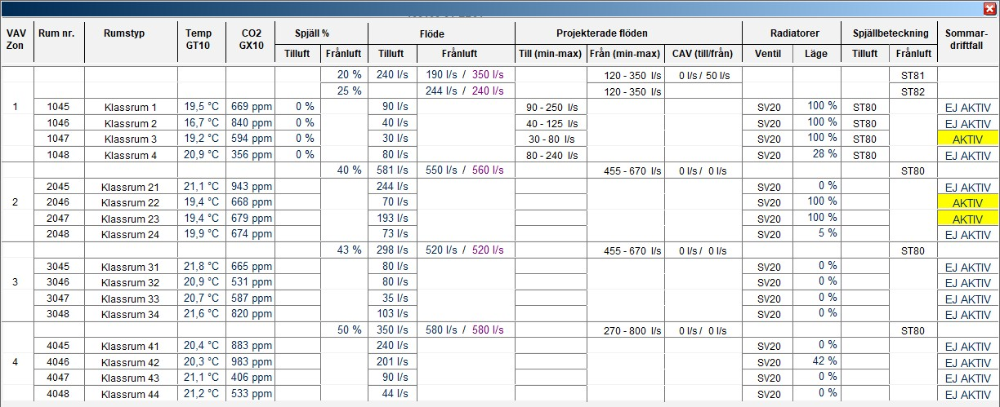 VAV Zon Rum nr. Rumstyp Temp GT10 CO2 GX10 Spjäll % Flöde Projekterade flöden Radiatorer Spjällbeteckning Sommar-driftfall
Tilluft Frånluft Tilluft Frånluft Till (min-max) Från (min-max) CAV (till/från) Ventil Läge Tilluft Frånluft
20 % 240 l/s 190 l/s / 350 l/s 120 - 350 l/s 0 l/s / 50 l/s ST81
25 % 244 l/s / 240 l/s 120 - 350 l/s ST82
1 1045 Klassrum 1 19,5 °C 669 ppm 0 % 90 l/s 90 - 250 l/s SV20 100 % ST80 EJ AKTIV
1046 Klassrum 2 16,7 °C 840 ppm 0 % 40 l/s 40 - 125 l/s SV20 100 % ST80 EJ AKTIV
1047 Klassrum 3 19,2 °C 594 ppm 0 % 30 l/s 30 - 80 l/s SV20 100 % ST80 AKTIV
1048 Klassrum 4 20,9 °C 356 ppm 0 % 80 l/s 80 - 240 l/s SV20 28 % ST80 EJ AKTIV
40 % 581 l/s 550 l/s / 560 l/s 455 - 670 l/s 0 l/s / 0 l/s ST80
2045 Klassrum 21 21,1 °C 943 ppm 244 l/s SV20 0 % EJ AKTIV
2 2046 Klassrum 22 19,4 °C 668 ppm 70 l/s SV20 100 % AKTIV
2047 Klassrum 23 19,4 °C 679 ppm 193 l/s SV20 100 % AKTIV
2048 Klassrum 24 19,9 °C 674 ppm 73 l/s SV20 5 % EJ AKTIV
43 % 298 l/s 520 l/s / 520 l/s 455 - 670 l/s 0 l/s / 0 l/s ST80
3045 Klassrum 31 21,8 °C 665 ppm 80 l/s SV20 0 % EJ AKTIV
3 3046 Klassrum 32 20,9 °C 531 ppm 80 l/s SV20 0 % EJ AKTIV
3047 Klassrum 33 20,7 °C 587 ppm 35 l/s SV20 0 % EJ AKTIV
3048 Klassrum 34 21,6 °C 820 ppm 103 l/s SV20 0 % EJ AKTIV
50 % 350 l/s 580 l/s / 580 l/s 270 - 800 l/s 0 l/s / 0 l/s ST80
4045 Klassrum 41 20,4 °C 883 ppm 240 l/s SV20 0 % EJ AKTIV
4 4046 Klassrum 42 20,3 °C 983 ppm 201 l/s SV20 42 % EJ AKTIV
4047 Klassrum 43 21,1 °C 406 ppm 90 l/s SV20 0 % EJ AKTIV
4048 Klassrum 44 21,2 °C 533 ppm 44 l/s SV20 0 % EJ AKTIV